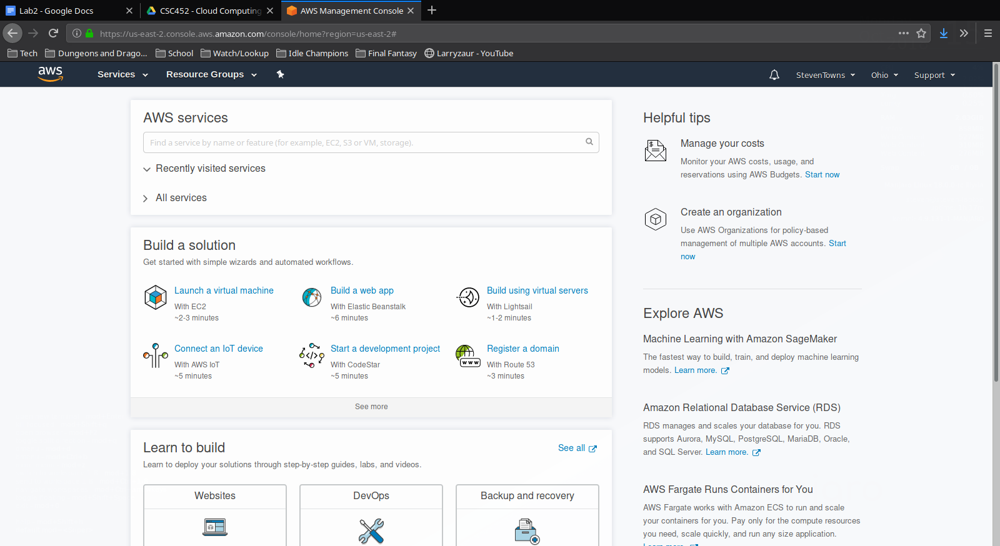 Lab2 - Google Docs
CSC452 - Cloud Computing
AWS Management Console
https://us-east-2.console.aws.amazon.com/console/home?region=us-east-2#
Tech
Dungeons and Drago...
School
Watch/Lookup
Idle Champions
Final Fantasy
Larryzaur - YouTube
aws
Services
Resource Groups
StevenTowns
Ohio
Support
AWS services
Find a service by name or feature (for example, EC2, S3 or VM, storage).
Recently visited services
All services
Build a solution
Get started with simple wizards and automated workflows.
Launch a virtual machine
With EC2
~2-3 minutes
Build a web app
With Elastic Beanstalk
~6 minutes
Build using virtual servers
With Lightsail
~1-2 minutes
Connect an IoT device
With AWS IoT
~5 minutes
Start a development project
With CodeStar
~5 minutes
Register a domain
With Route 53
~3 minutes
See more
Learn to build
See all
Learn to deploy your solutions through step-by-step guides, labs, and videos.
Websites
DevOps
Backup and recovery
Helpful tips
Manage your costs
Monitor your AWS costs, usage, and
reservations using AWS Budgets. Start now
Create an organization
Use AWS Organizations for policy-based
management of multiple AWS accounts. Start
now
Explore AWS
Machine Learning with Amazon SageMaker
The fastest way to build, train, and deploy machine learning
models. Learn more.
Amazon Relational Database Service (RDS)
RDS manages and scales your database for you. RDS
supports Aurora, MySQL, PostgreSQL, MariaDB, Oracle,
and SQL Server. Learn more.
AWS Fargate Runs Containers for You
AWS Fargate works with Amazon ECS to run and scale
your containers for you. Pay only for the compute resources
you need, scale quickly, and run any size application.
Learn more.